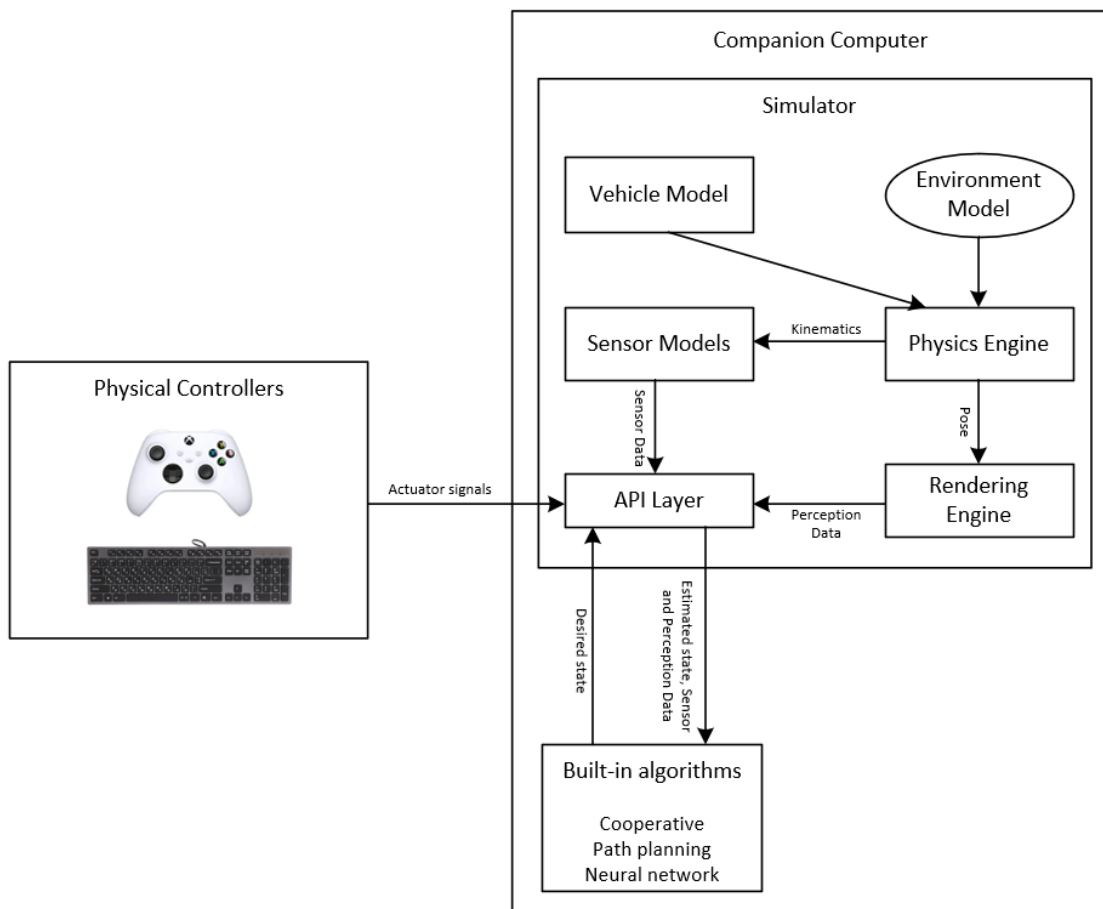 Companion Computer
Simulator
Vehicle Model
Environment
Model
Sensor Models
Kinematics
Physics Engine
Physical Controllers
Sensor Data
Pose
Actuator signals
API Layer
Perception
Data
Rendering
Engine
Desired state
Estimated state, Sensor
and Perception Data
Built-in algorithms
Cooperative
Path planning
Neural network